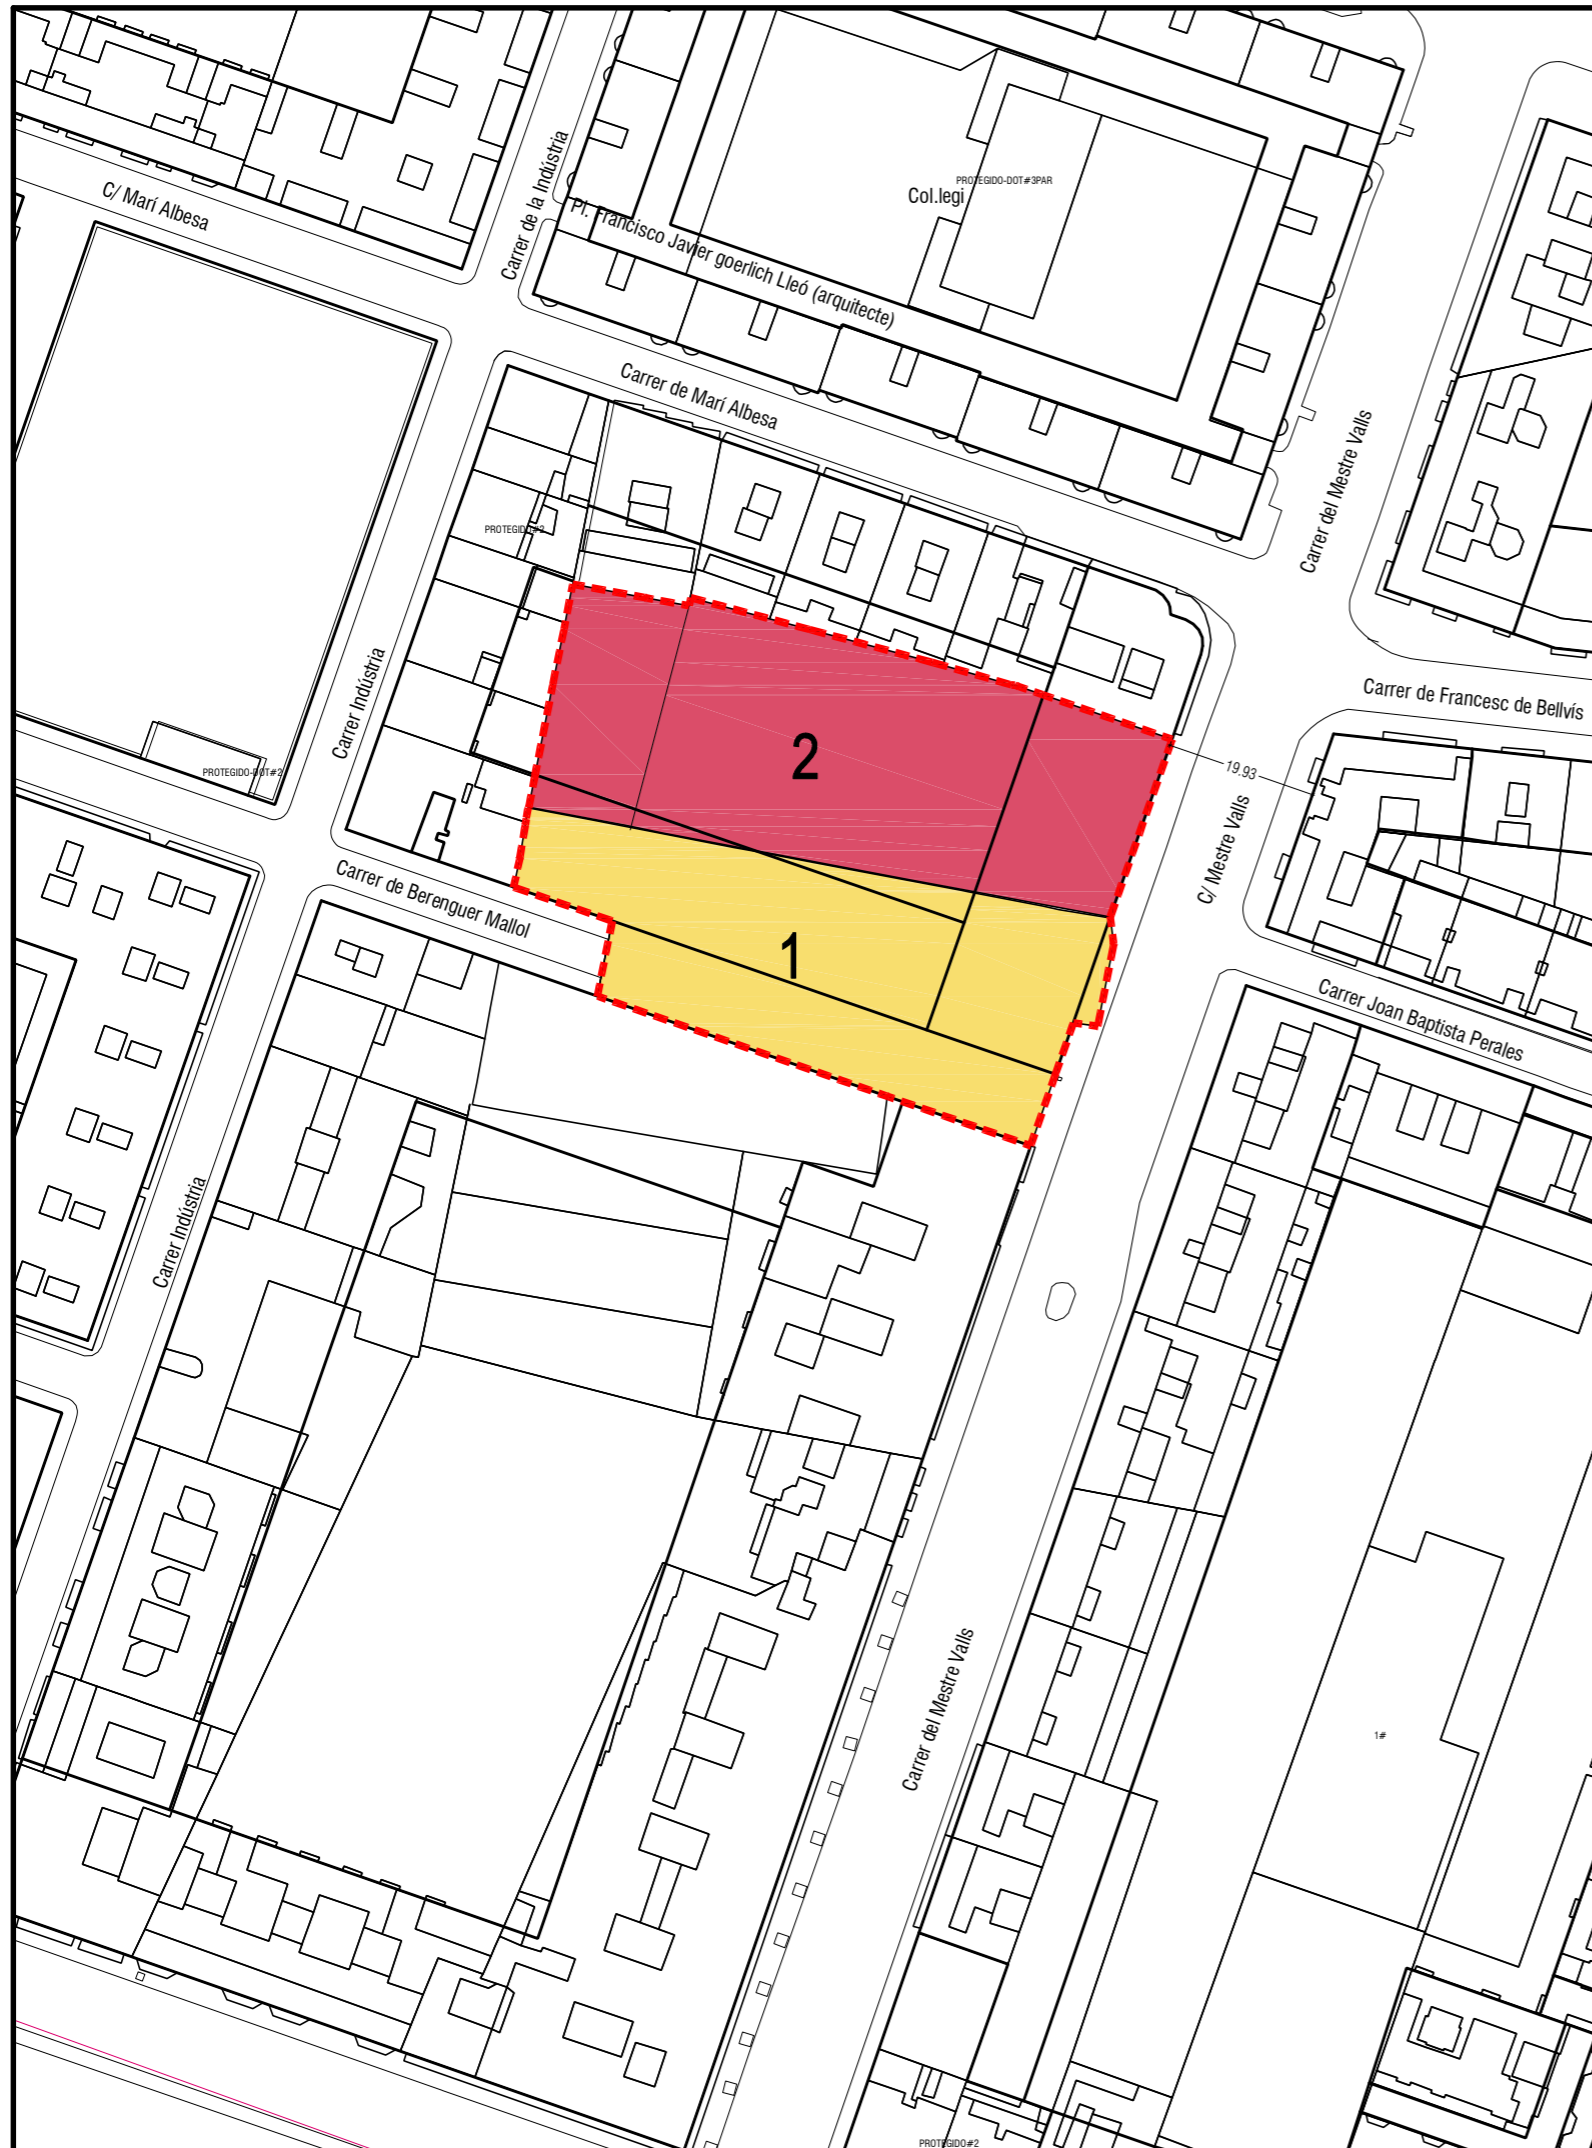 Carrer de la Indústria
PROTEGIDO-DOT#3PAR
Col.legi
C/ Marí Albesa
Pl. Francisco Javier goerlich Lleó (arquitecte)
Carrer de Marí Albesa
Carrer del Mestre Valls
PROTEGIDO#2
Carrer Indústria
Carrer de Francesc de Bellvís
2
19.93
PROTEGIDO-DOT#2
C/ Mestre Valls
Carrer de Berenguer Mallol
1
Carrer Joan Baptista Perales
Carrer Indústria
Carrer del Mestre Valls
1#
PROTEGIDO#2